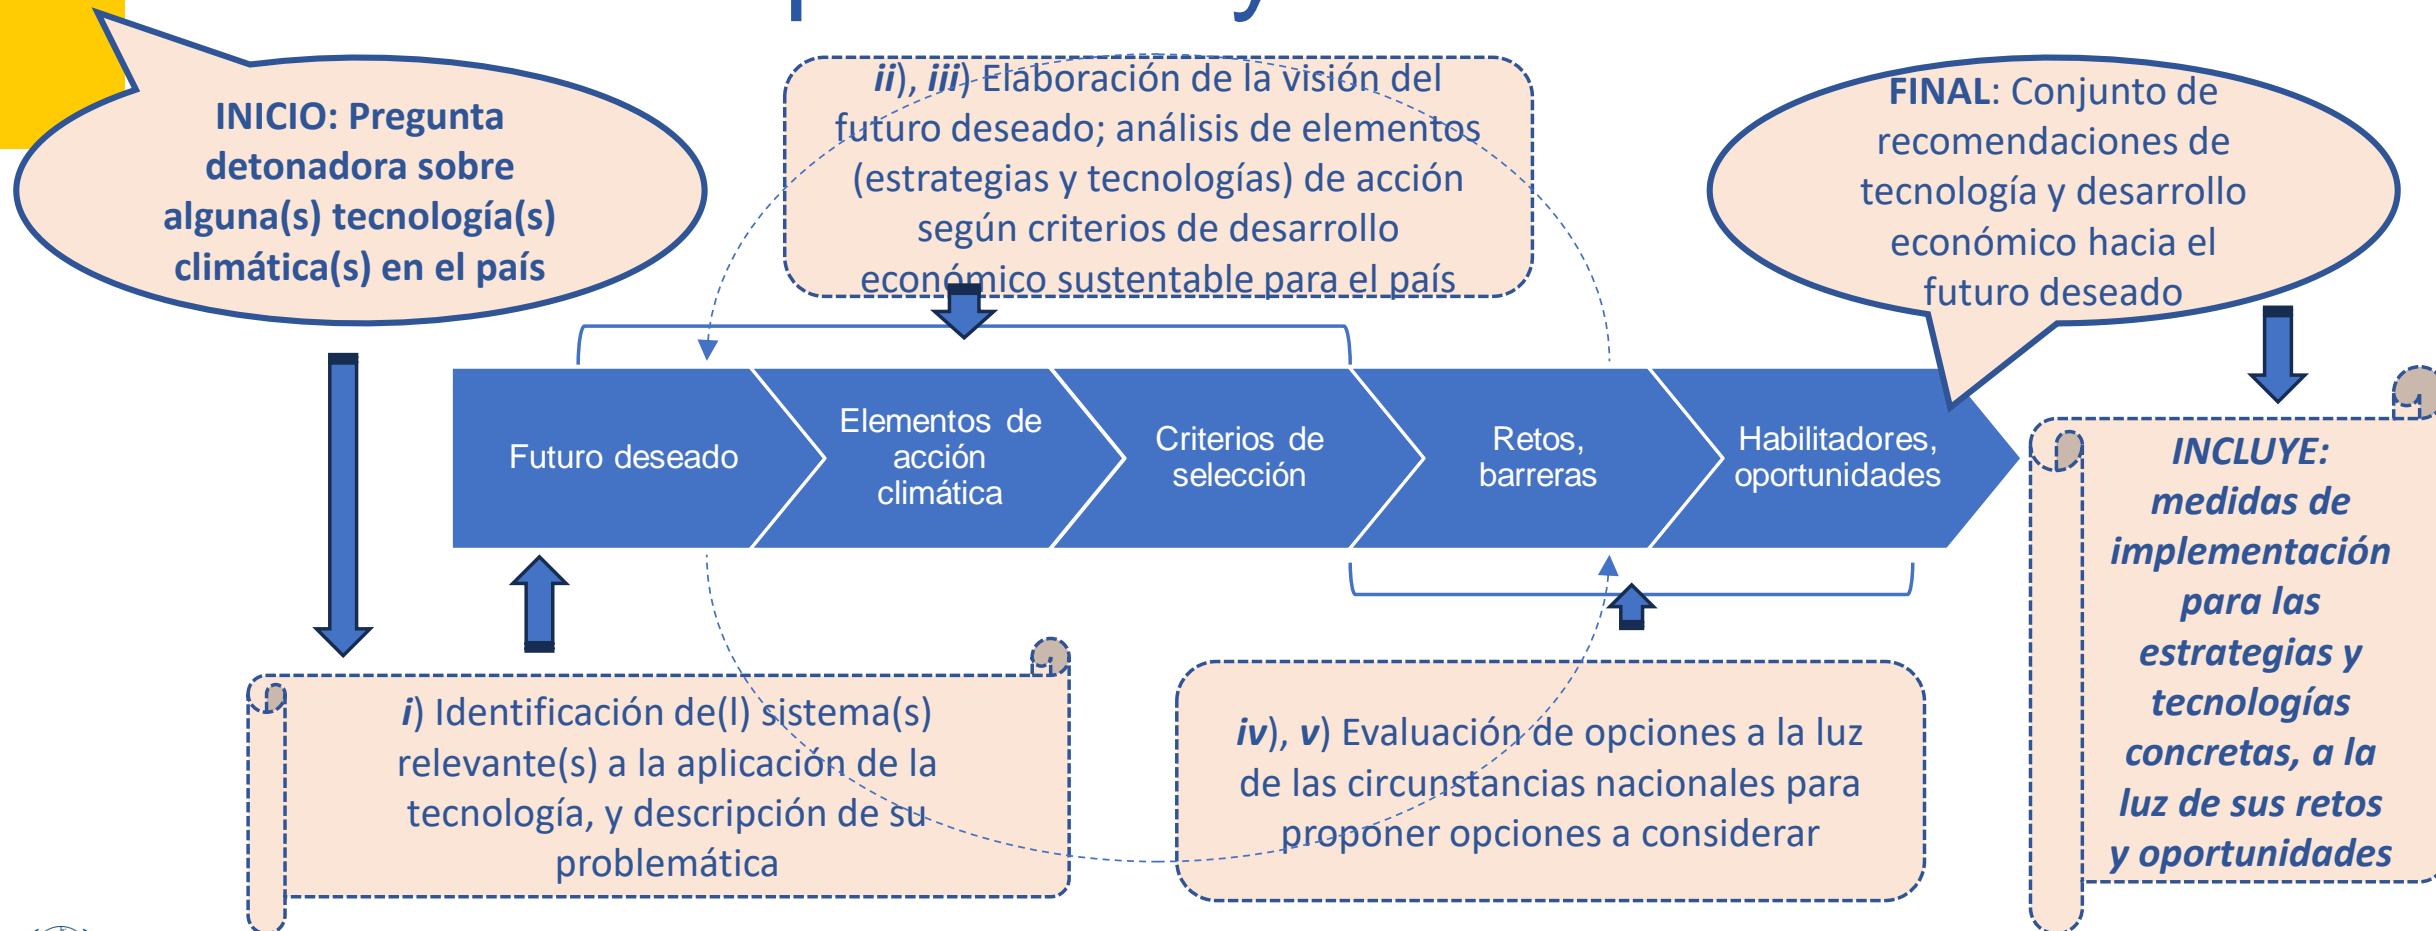 INICIO: Pregunta
detonadora sobre
alguna(s) tecnología(s)
climática(s) en el país
ii), iii) Elaboración de la visión del
futuro deseado; análisis de elementos
(estrategias y tecnologías) de acción
según criterios de desarrollo
económico sustentable para el país
FINAL: Conjunto de
recomendaciones de
tecnología y desarrollo
económico hacia el
futuro deseado
Futuro deseado
Elementos de
acción
climática
Criterios de
selección
Retos,
barreras
Habilitadores,
oportunidades
INCLUYE:
medidas de
implementación
para las
estrategias y
tecnologías
concretas, a la
luz de sus retos
y oportunidades
i) Identificación de(l) sistema(s)
relevante(s) a la aplicación de la
tecnología, y descripción de su
problemática
iv), v) Evaluación de opciones a la luz
de las circunstancias nacionales para
proponer opciones a considerar